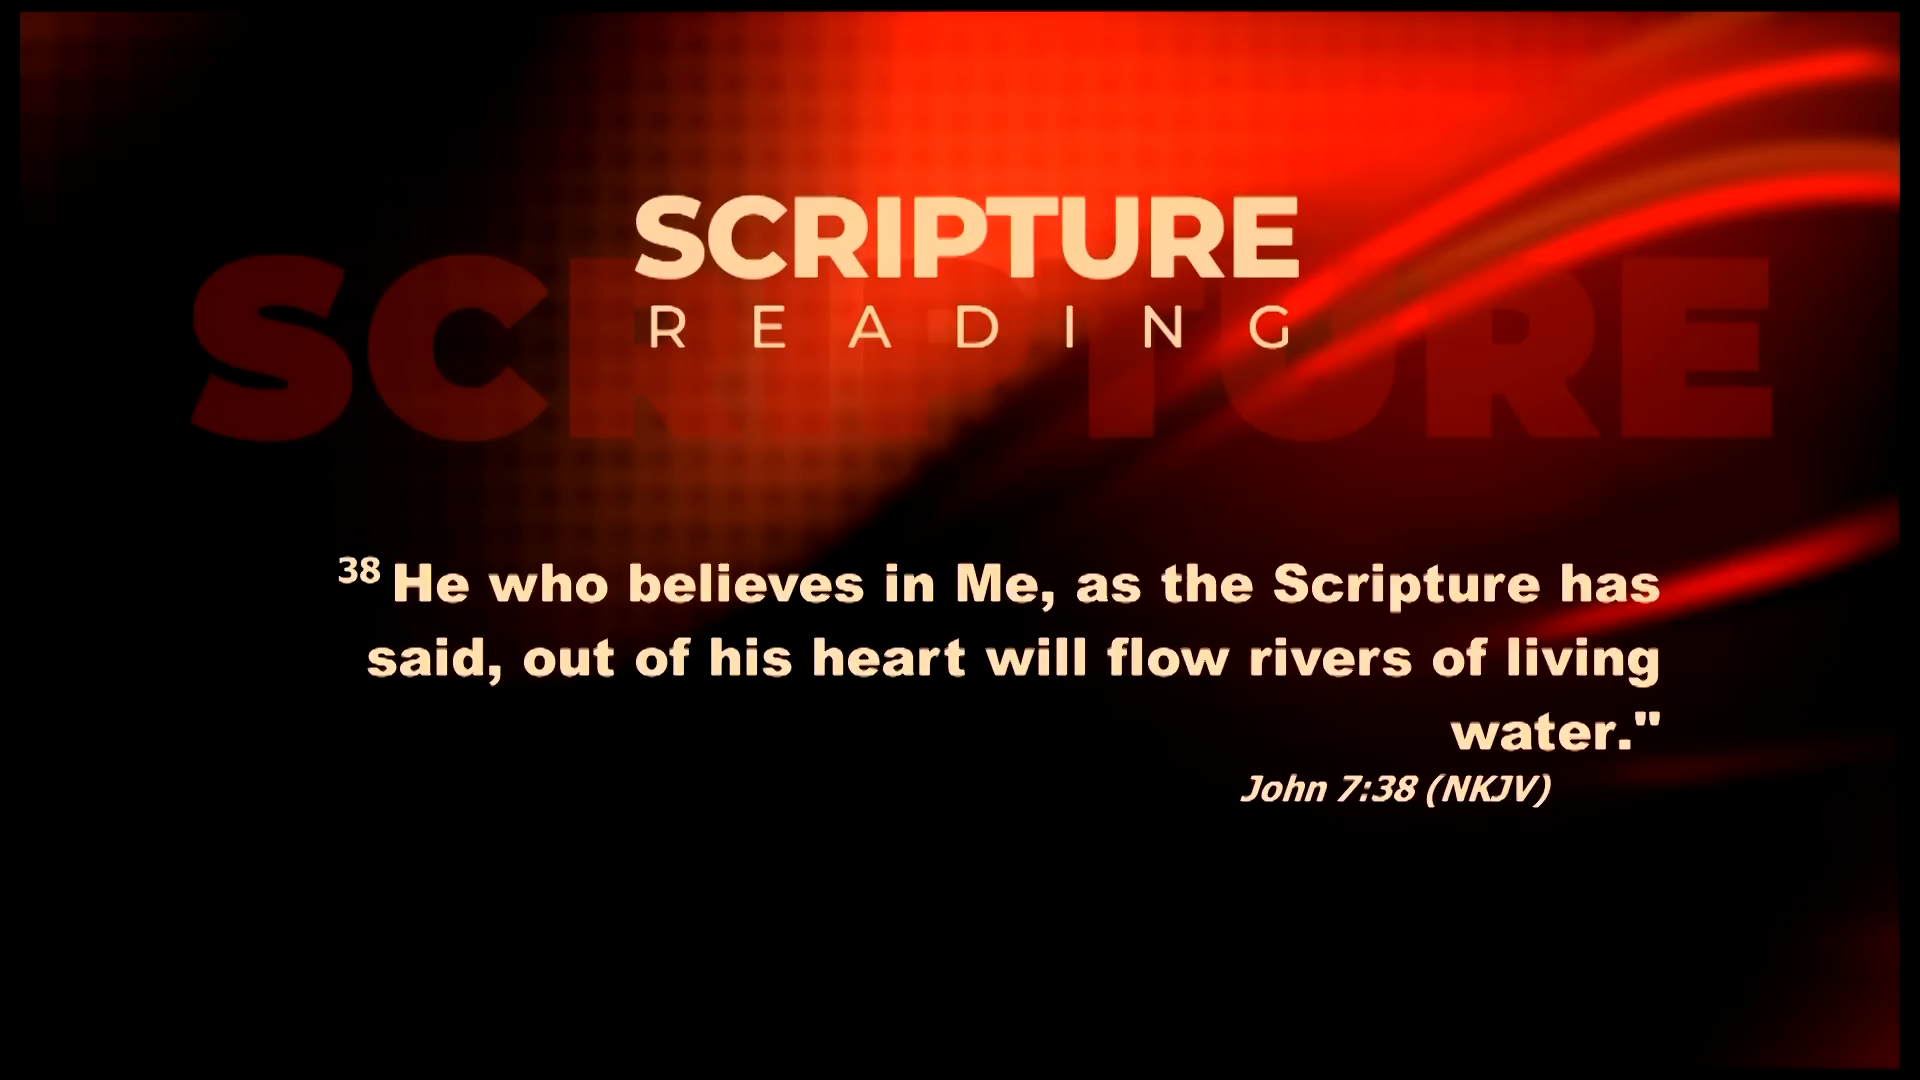 SCRIPTURE
READING
SCRIPTURE
38 He who believes in Me, as the Scripture has
said, out of his heart will flow rivers of living
water."
John 7:38 (NKJV)